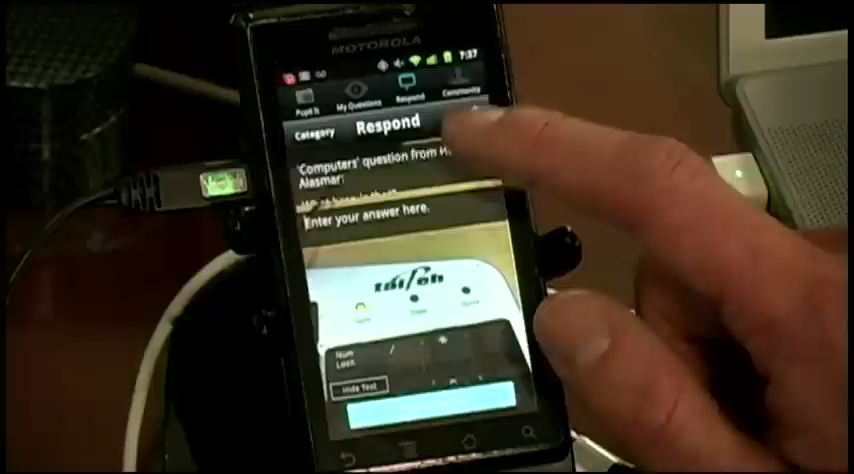 MOTOROLA
7:37
Pupil It
My Questions
Respond
Community
Category
Respond
'Computers' question from
Alasmar:
Enter your answer here.
Num
Lock
/
*
Hide Text